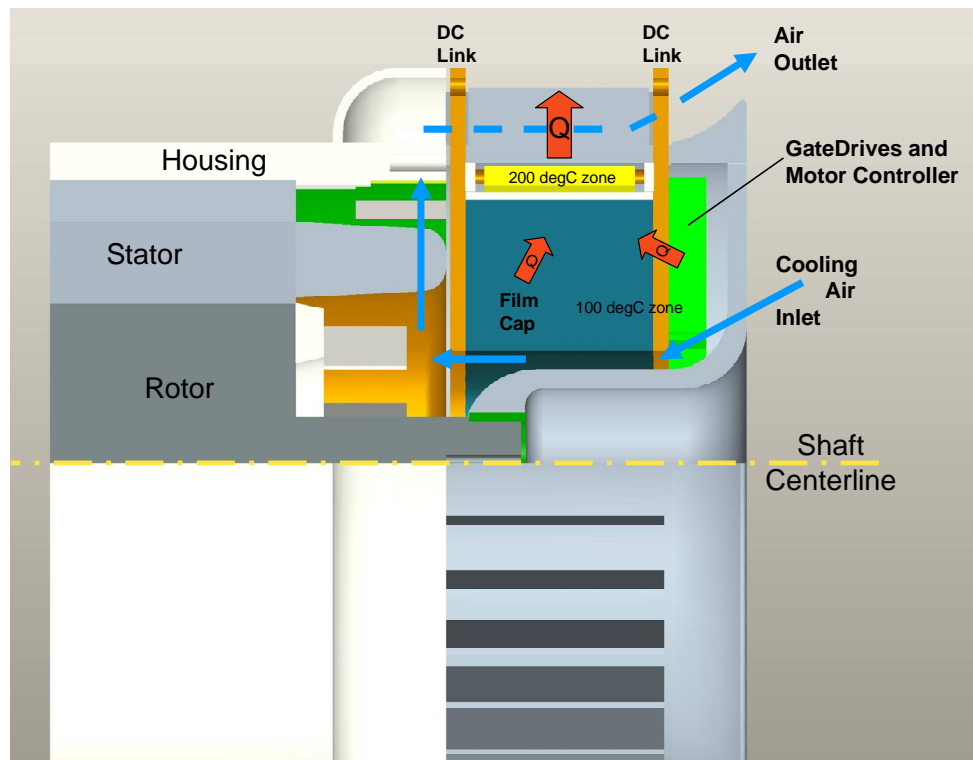 DC
Link
DC
Link
Air
Outlet
Q
Housing
GateDrives and
Motor Controller
200 degC zone
Stator
Q
Q
Cooling
Air
Inlet
Film
Cap
100 degC zone
Rotor
Shaft
Centerline